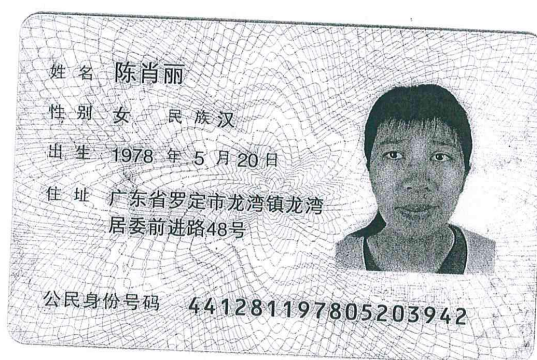 姓名 陈肖丽
性别 女 民族 汉
出生 1978 年 5 月 20 日
住址 广东省罗定市龙湾镇龙湾
居委前进路48号
公民身份号码 441281197805203942